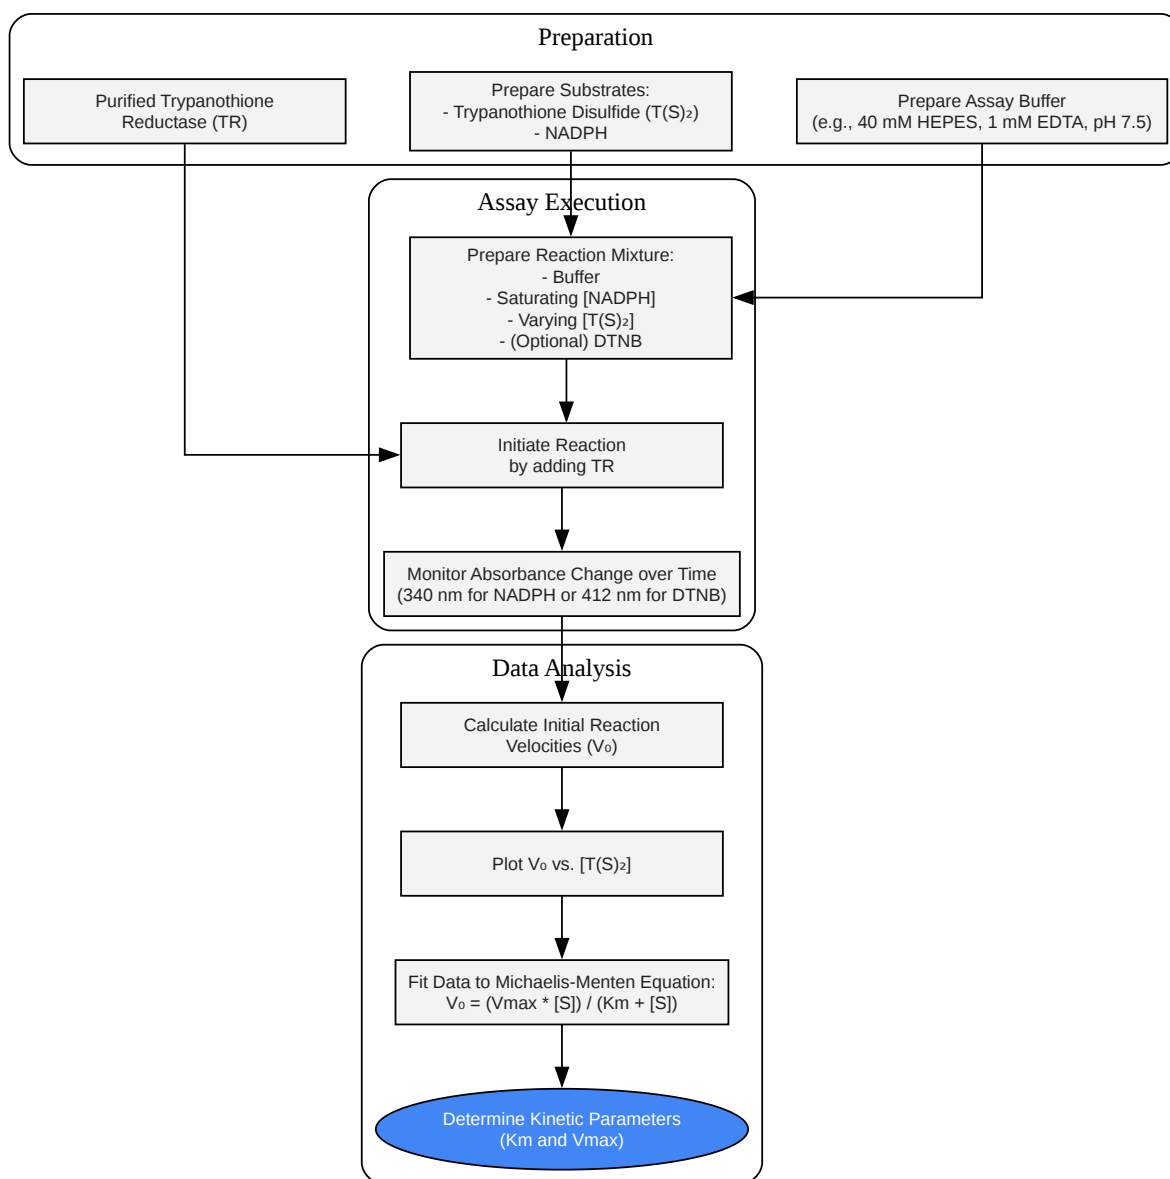 Preparation
Purified Trypanothione
Reductase (TR)
Prepare Substrates:
- Trypanothione Disulfide (T(S)₂)
- NADPH
Prepare Assay Buffer
(e.g., 40 mM HEPES, 1 mM EDTA, pH 7.5)
Assay Execution
Prepare Reaction Mixture:
- Buffer
- Saturating [NADPH]
- Varying [T(S)₂]
- (Optional) DTNB
Initiate Reaction
by adding TR
Monitor Absorbance Change over Time
(340 nm for NADPH or 412 nm for DTNB)
Data Analysis
Calculate Initial Reaction
Velocities (V₀)
Plot V₀ vs. [T(S)₂]
Fit Data to Michaelis-Menten Equation:
V₀ = (Vmax * [S]) / (Km + [S])
Determine Kinetic Parameters
(Km and Vmax)